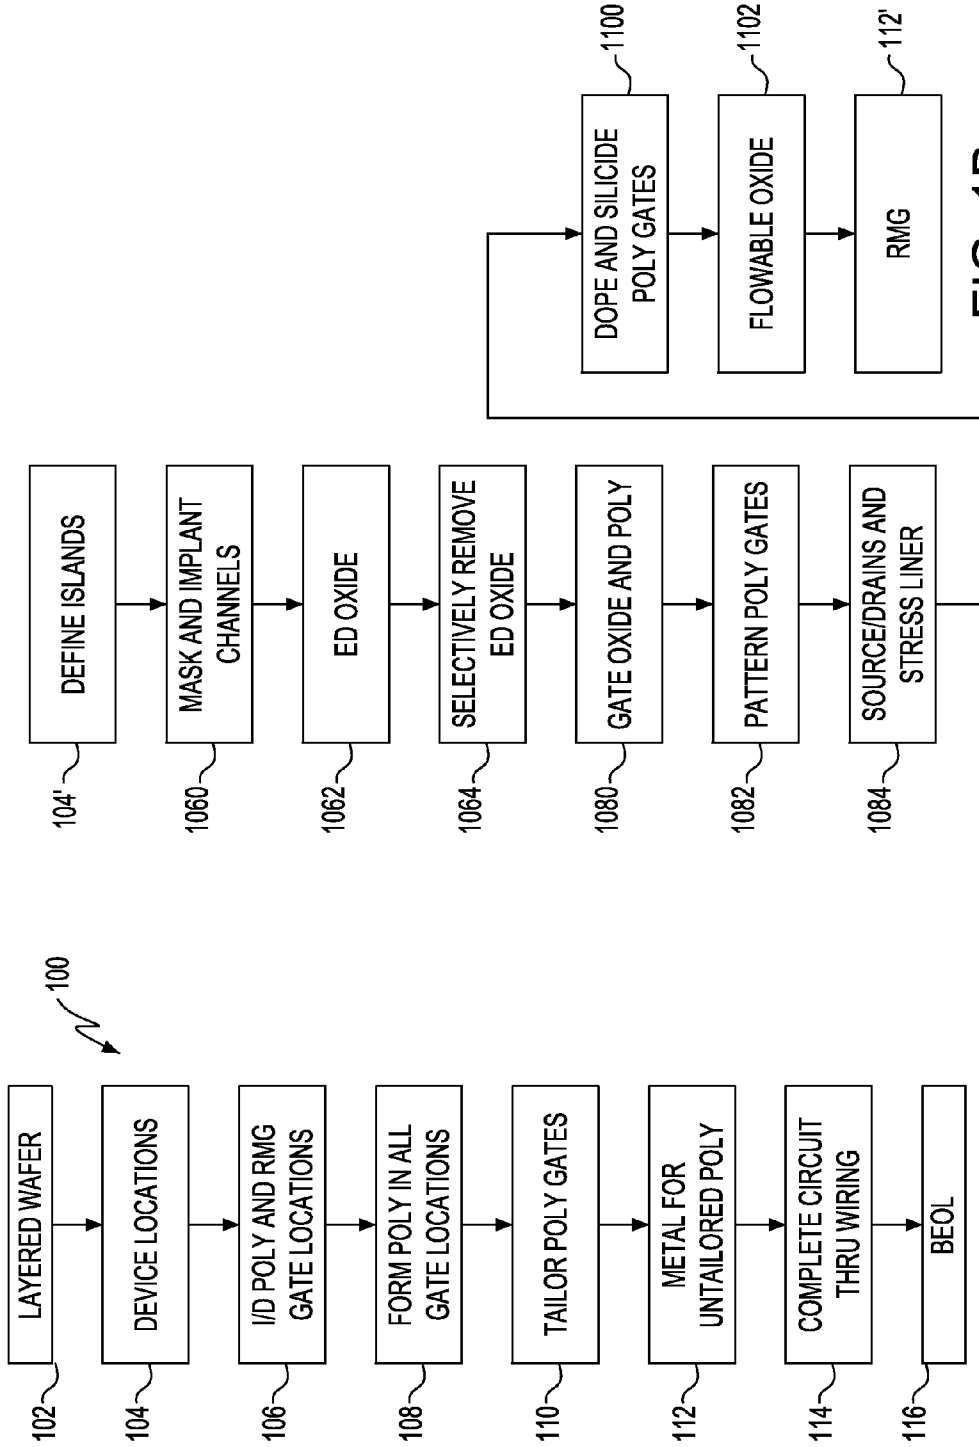 100
LAYERED WAFER
102
DEVICE LOCATIONS
104
I/D POLY AND RMG
GATE LOCATIONS
106
FORM POLY IN ALL
GATE LOCATIONS
108
TAILOR POLY GATES
110
METAL FOR
UNTAILORED POLY
112
COMPLETE CIRCUIT
THRU WIRING
114
BEOL
116
DEFINE ISLANDS
104'
MASK AND IMPLANT
CHANNELS
1060
ED OXIDE
1062
SELECTIVELY REMOVE
ED OXIDE
1064
GATE OXIDE AND POLY
1080
PATTERN POLY GATES
1082
SOURCE/DRAINS AND
STRESS LINER
1084
DOPE AND SILICIDE
POLY GATES
1100
FLOWABLE OXIDE
1102
RMG
112'